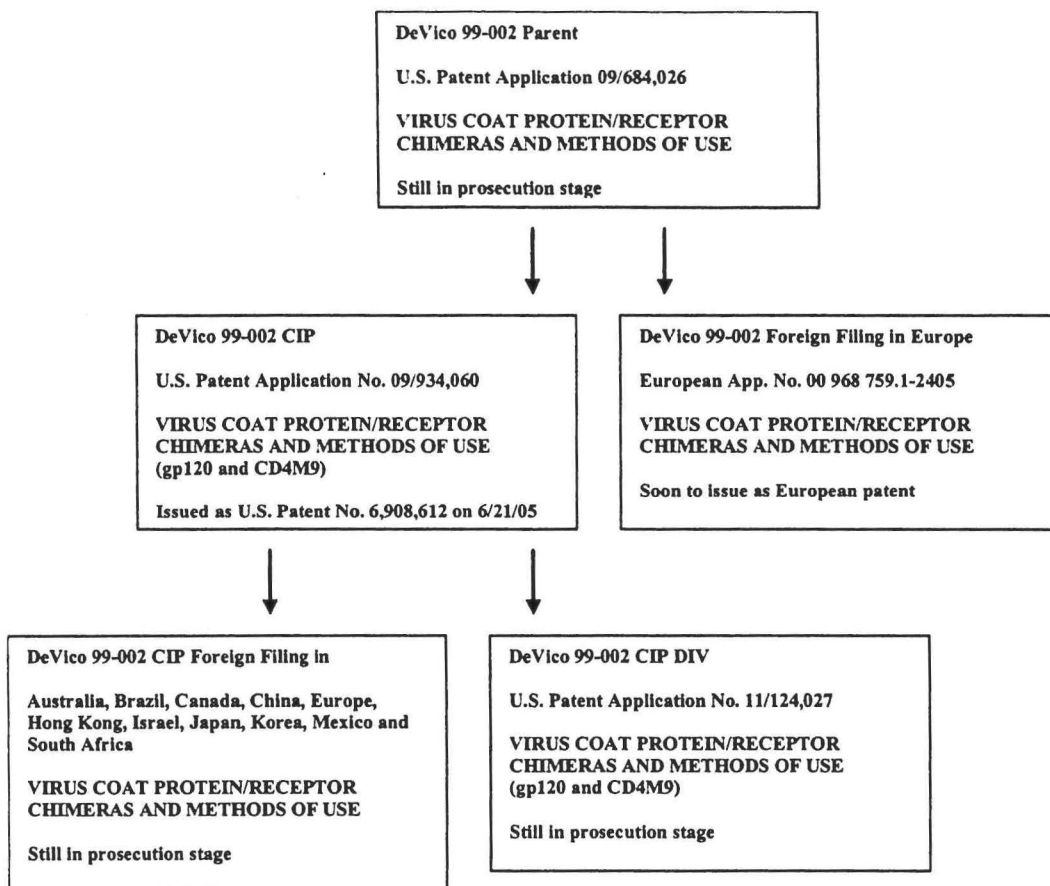 DeVico 99-002 Parent
U.S. Patent Application 09/684,026
VIRUS COAT PROTEIN/RECEPTOR
CHIMERAS AND METHODS OF USE
Still in prosecution stage
DeVico 99-002 CIP
U.S. Patent Application No. 09/934,060
VIRUS COAT PROTEIN/RECEPTOR
CHIMERAS AND METHODS OF USE
(gp120 and CD4M9)
Issued as U.S. Patent No. 6,908,612 on 6/21/05
DeVico 99-002 Foreign Filing in Europe
European App. No. 00 968 759.1-2405
VIRUS COAT PROTEIN/RECEPTOR
CHIMERAS AND METHODS OF USE
Soon to issue as European patent
DeVico 99-002 CIP Foreign Filing in
Australia, Brazil, Canada, China, Europe,
Hong Kong, Israel, Japan, Korea, Mexico and
South Africa
VIRUS COAT PROTEIN/RECEPTOR
CHIMERAS AND METHODS OF USE
Still in prosecution stage
DeVico 99-002 CIP DIV
U.S. Patent Application No. 11/124,027
VIRUS COAT PROTEIN/RECEPTOR
CHIMERAS AND METHODS OF USE
(gp120 and CD4M9)
Still in prosecution stage